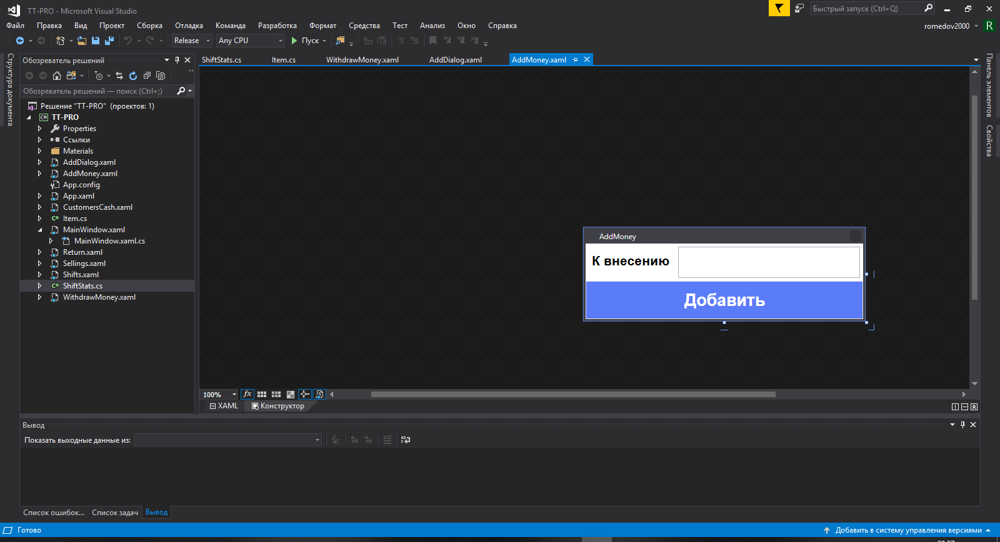 TT-PRO - Microsoft Visual Studio
Быстрый запуск (Ctrl+Q)
Файл Правка Вид Проект Сборка Отладка Команда Разработка Формат Средства Тест Анализ Окно Справка
romedov2000 R
Release Any CPU Пуск
Структура документа
Обозреватель решений
Обозреватель решений — поиск (Ctrl+;)
Решение "TT-PRO" (проектов: 1)
TT-PRO
Properties
Ссылки
Materials
AddDialog.xaml
AddMoney.xaml
App.config
App.xaml
CustomersCash.xaml
Item.cs
MainWindow.xaml
MainWindow.xaml.cs
Return.xaml
Sellings.xaml
Shifts.xaml
ShiftStats.cs
WithdrawMoney.xaml
ShiftStats.cs Item.cs WithdrawMoney.xaml AddDialog.xaml AddMoney.xaml
AddMoney
К внесению
Добавить
100%
XAML Конструктор
Панель элементов
Свойства
Вывод
Показать выходные данные из:
Список ошибок... Список задач Вывод
Готово
Добавить в систему управления версиями